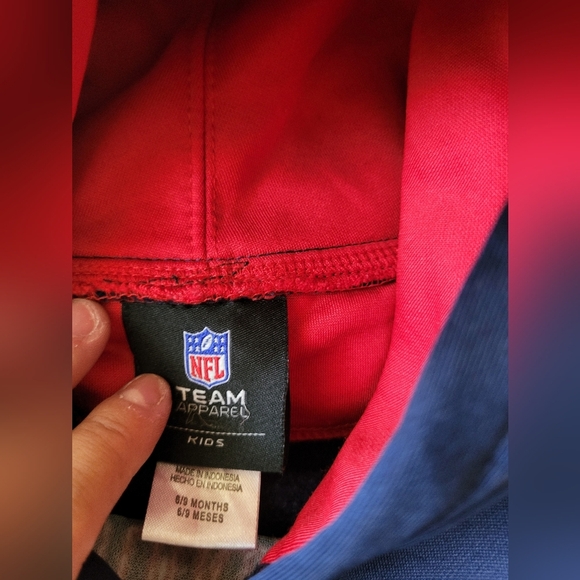 NFL
TEAM
APPAREL
KIDS
MADE IN INDONESIA
HECHO EN INDONESIA
6/9 MONTHS
6/9 MESES